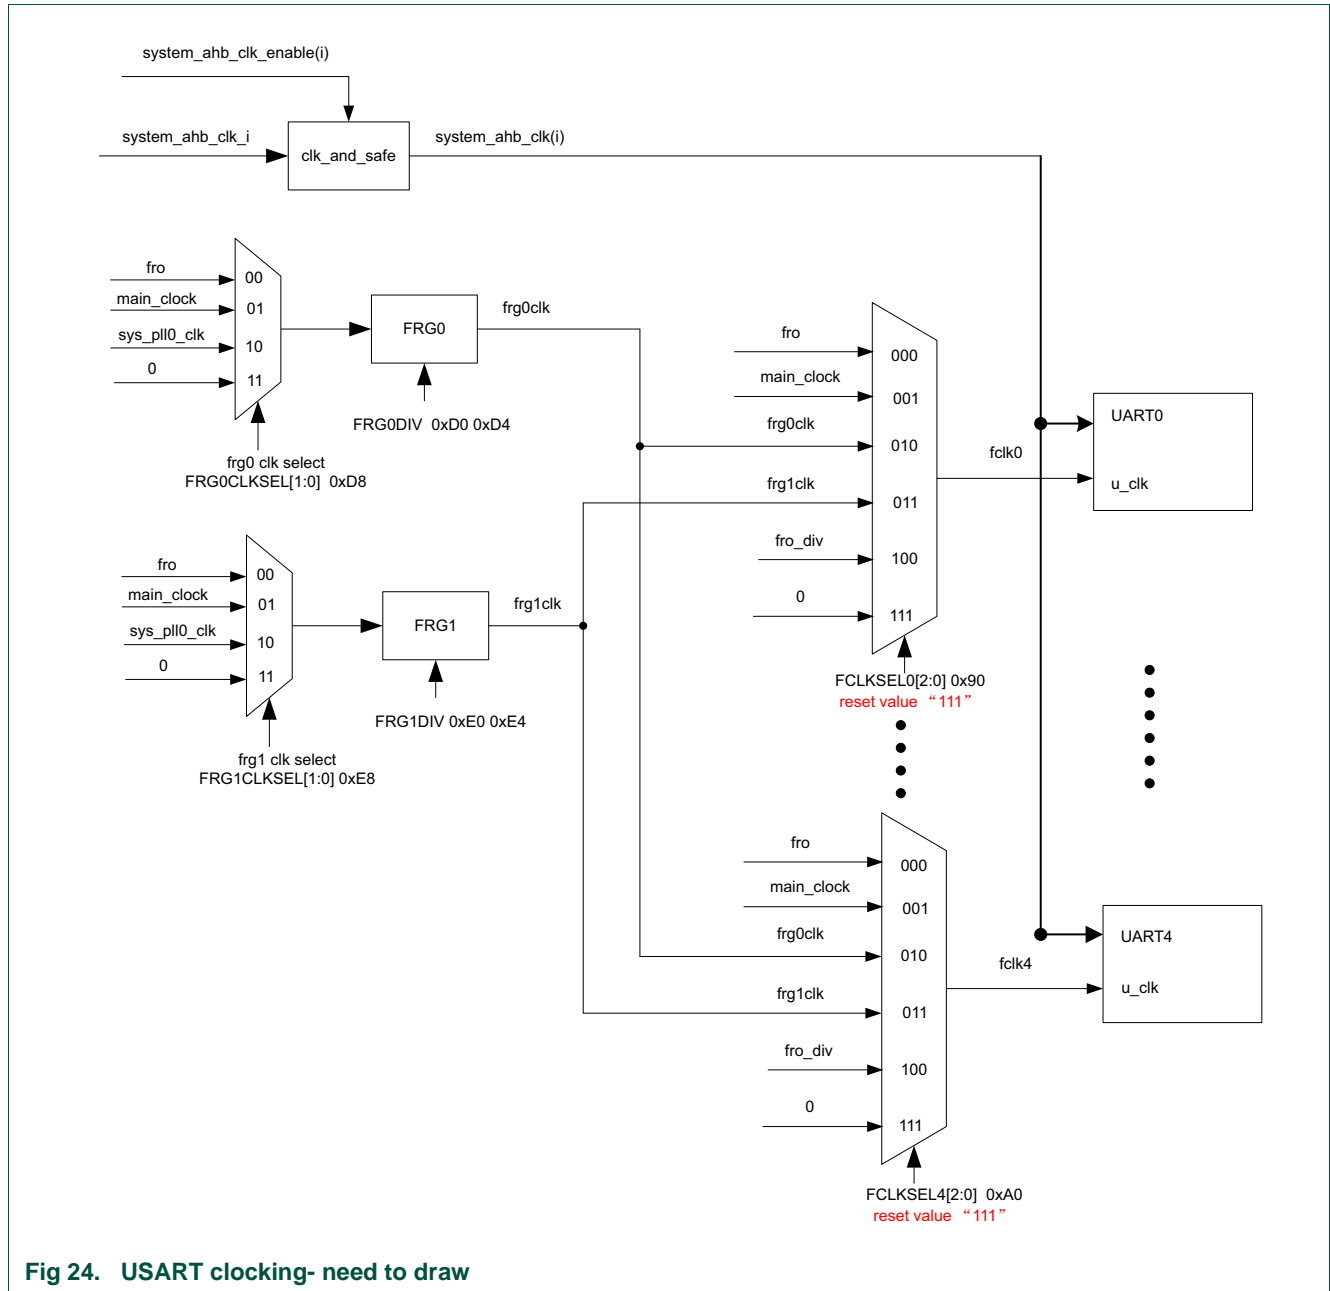 system_ahb_clk_enable(i)
system_ahb_clk_i
clk_and_safe
system_ahb_clk(i)
fro
00
main_clock
01
sys_pll0_clk
10
0
11
FRG0
frg0clk
FRG0DIV 0xD0 0xD4
frg0 clk select
FRG0CLKSEL[1:0] 0xD8
fro
00
main_clock
01
sys_pll0_clk
10
0
11
FRG1
frg1clk
FRG1DIV 0xE0 0xE4
frg1 clk select
FRG1CLKSEL[1:0] 0xE8
fro
000
main_clock
001
frg0clk
010
frg1clk
011
fro_div
100
0
111
FCLKSEL0[2:0] 0x90
reset value “111”
fclk0
UART0
u_clk
fro
000
main_clock
001
frg0clk
010
frg1clk
011
fro_div
100
0
111
FCLKSEL4[2:0] 0xA0
reset value “111”
fclk4
UART4
u_clk
Fig 24. USART clocking- need to draw